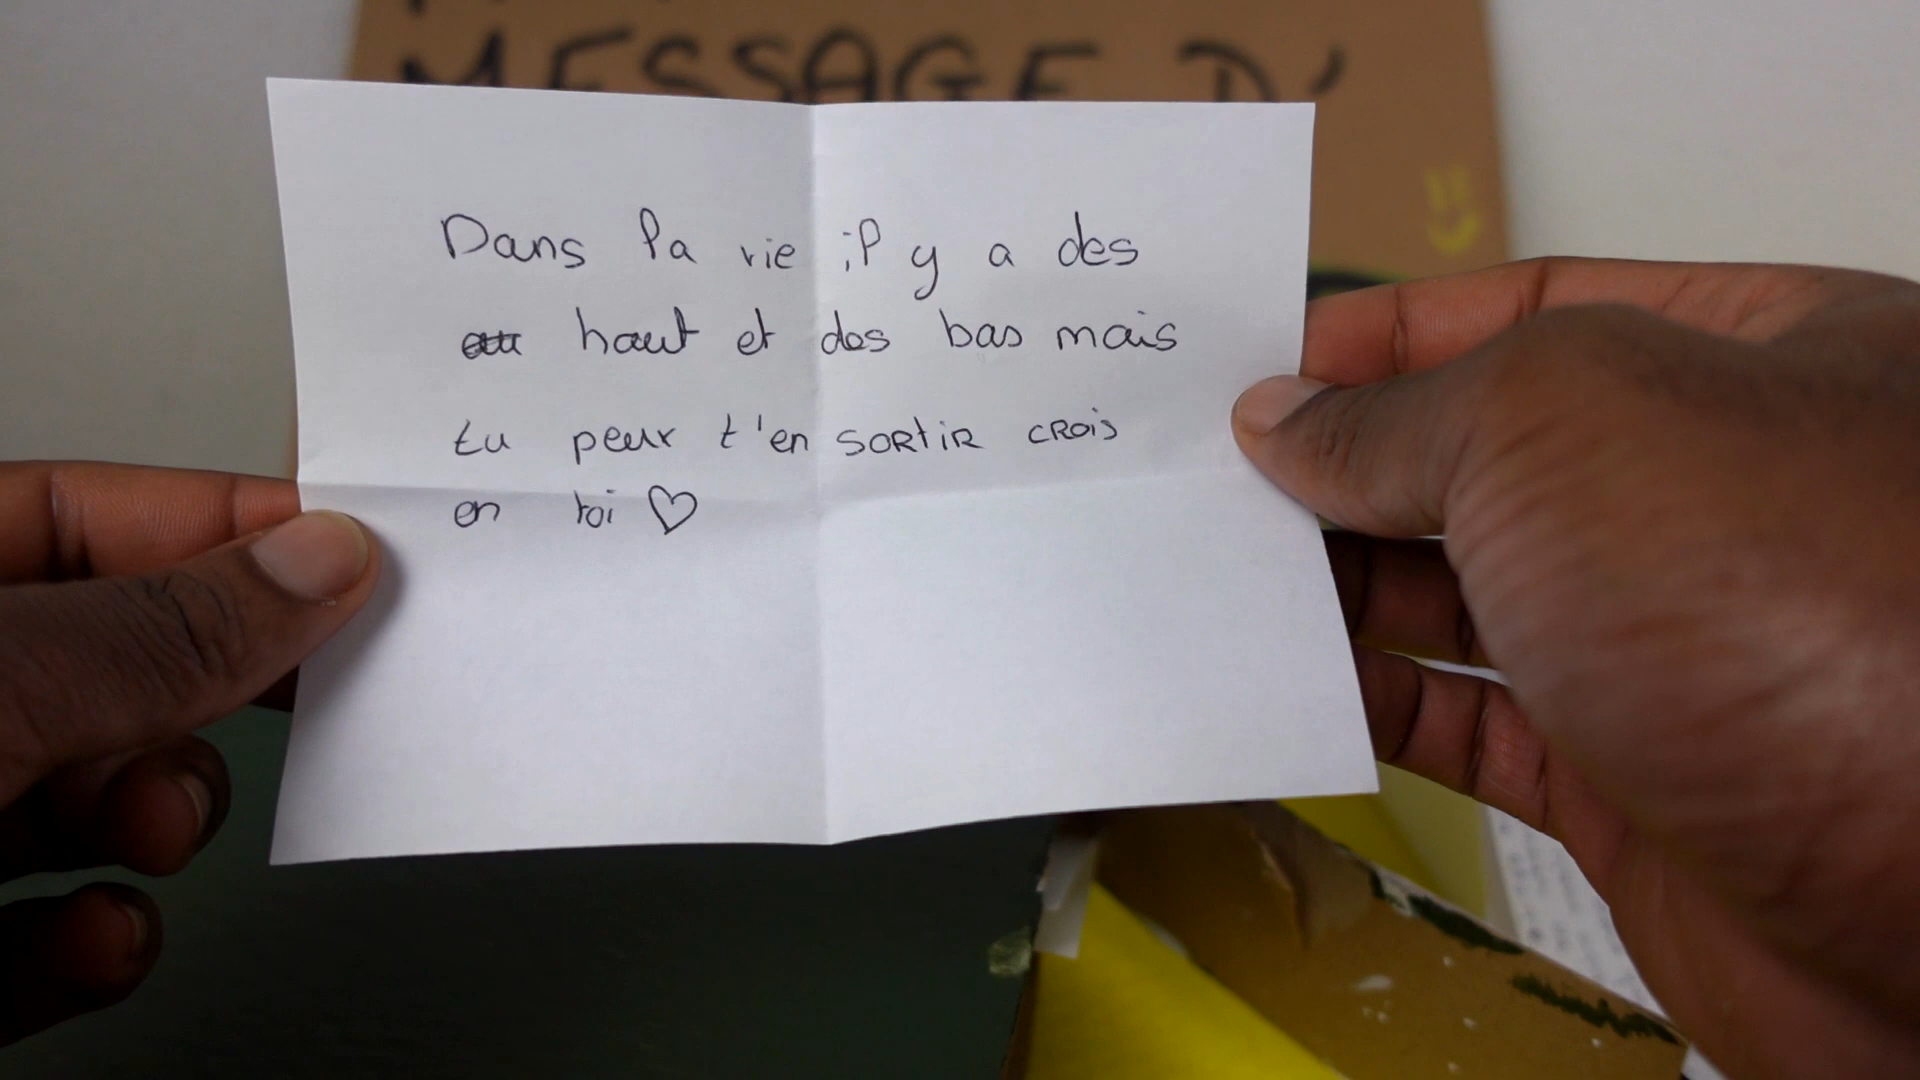 MESSAGE D'
Dans la vie il y a des
haut et des bas mais
tu peux t'en SORtiR CROiS
en toi ♡